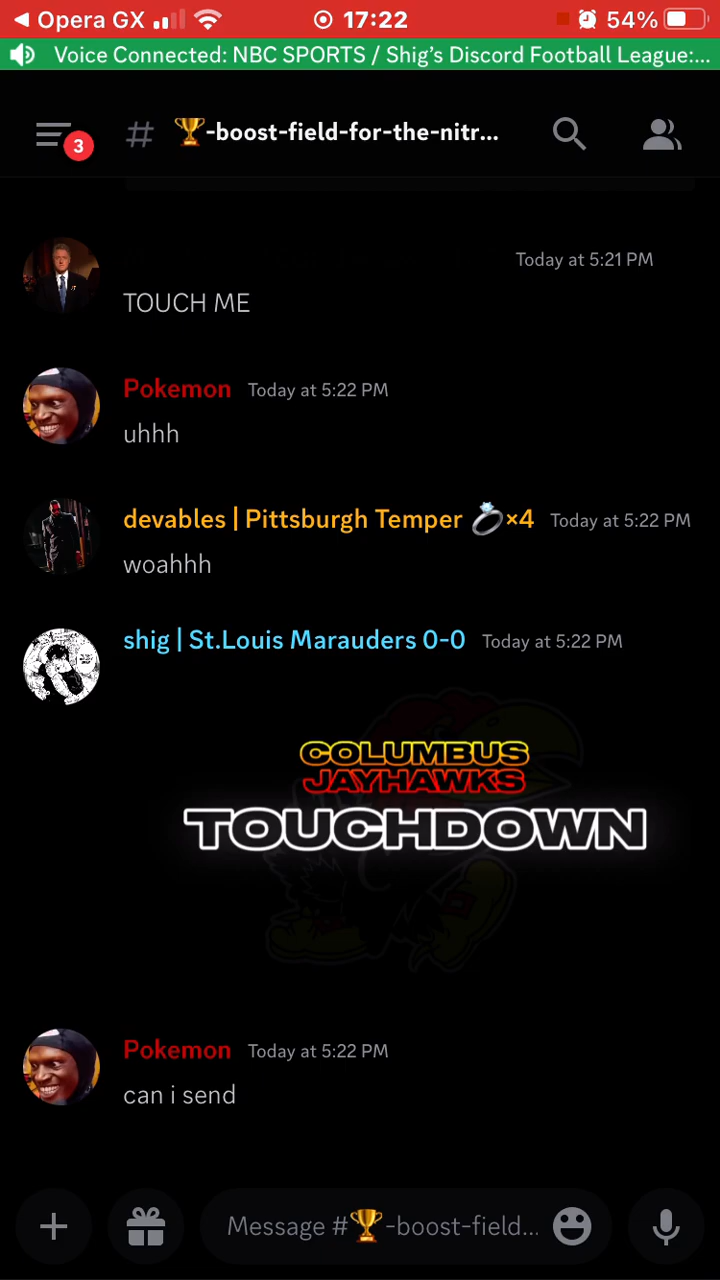 Opera GX
17:22
54%
Voice Connected: NBC SPORTS / Shig's Discord Football League:...
3
# 🏆-boost-field-for-the-nitr...
Today at 5:21 PM
TOUCH ME
Pokemon Today at 5:22 PM
uhhh
devables | Pittsburgh Temper 💍×4 Today at 5:22 PM
woahhh
shig | St.Louis Marauders 0-0 Today at 5:22 PM
COLUMBUS
JAYHAWKS
TOUCHDOWN
Pokemon Today at 5:22 PM
can i send
Message #🏆-boost-field...